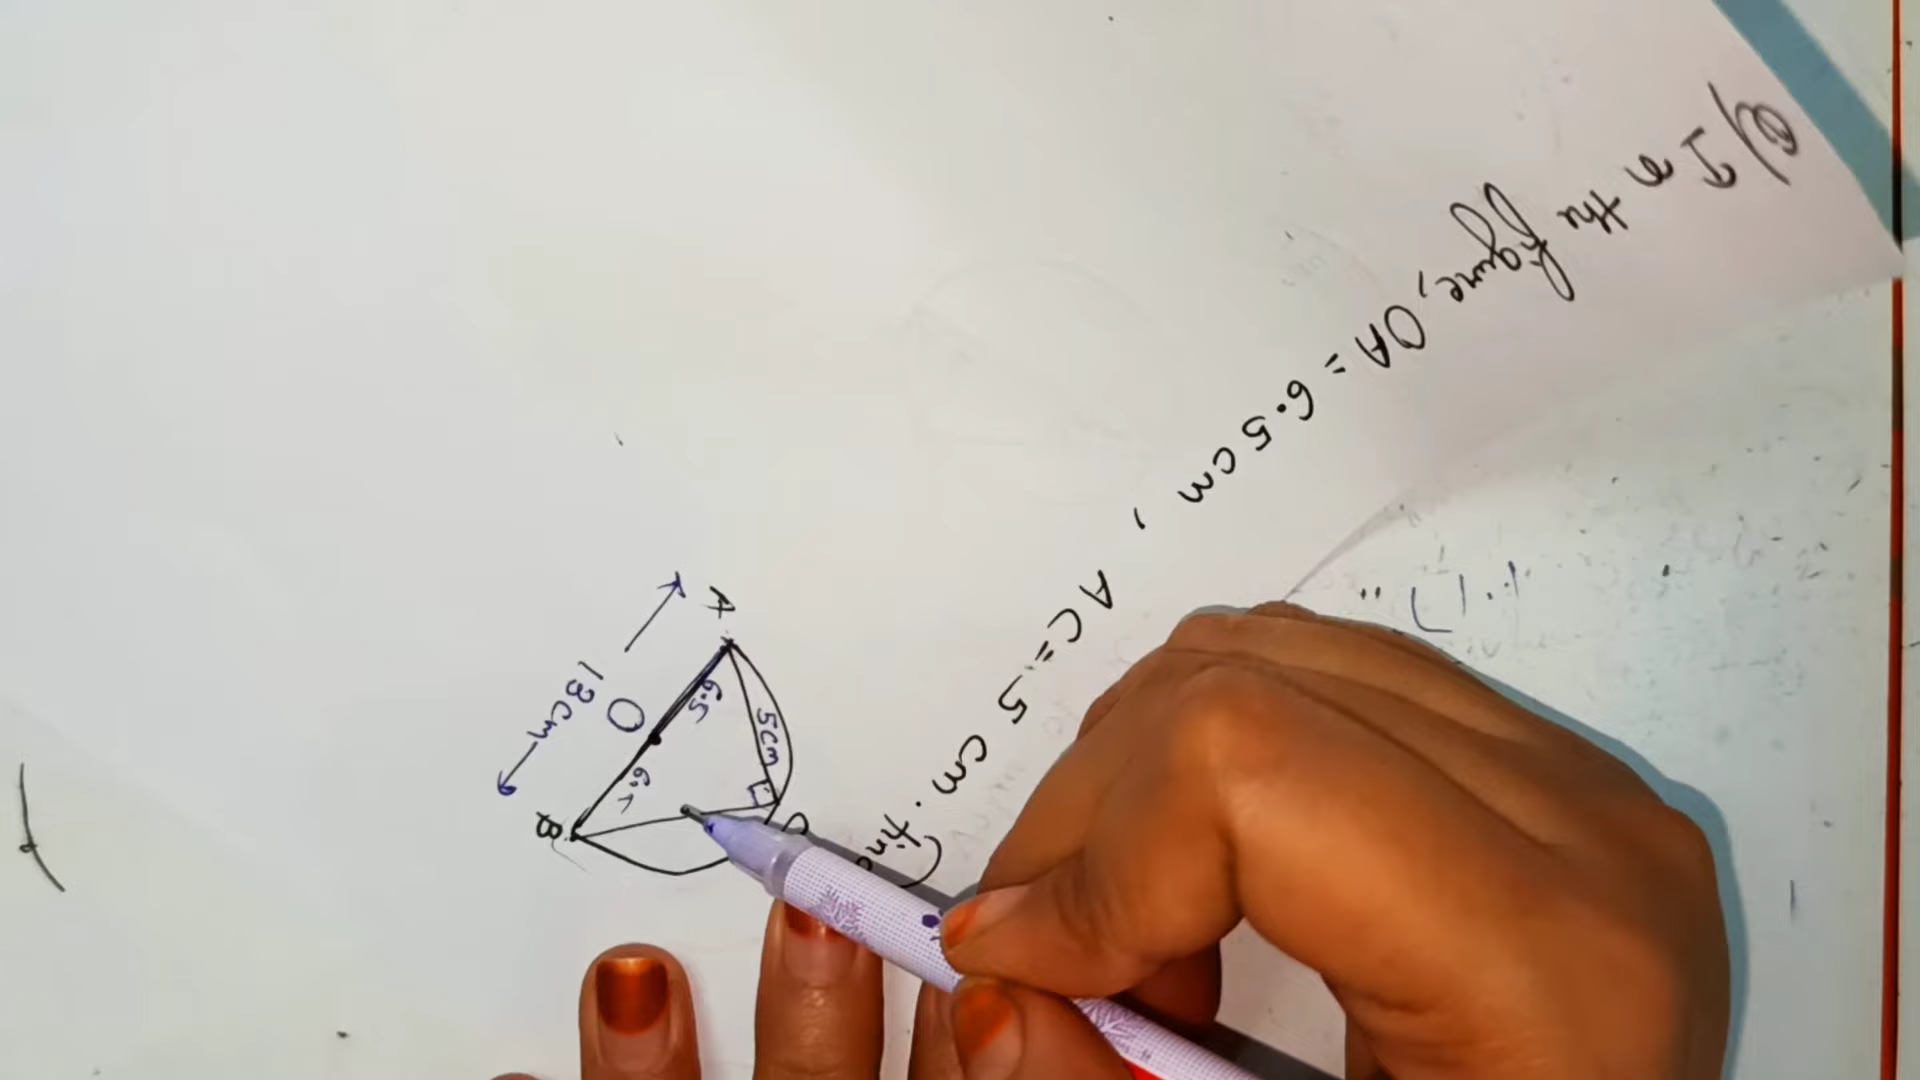 e) In the figure, OA = 6.5 cm, AC = 5 cm. find
A
13 cm
O
6.5
5cm
6.5
B
C